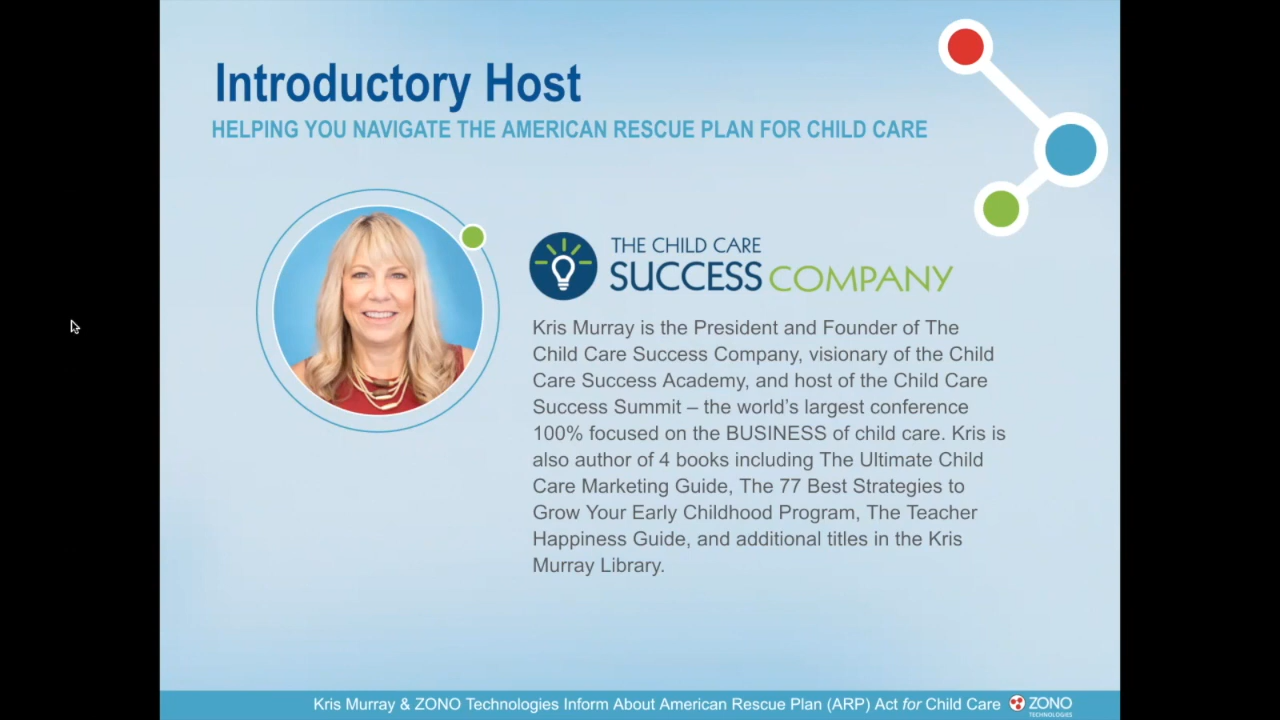 Introductory Host
HELPING YOU NAVIGATE THE AMERICAN RESCUE PLAN FOR CHILD CARE
THE CHILD CARE
SUCCESS COMPANY
Kris Murray is the President and Founder of The
Child Care Success Company, visionary of the Child
Care Success Academy, and host of the Child Care
Success Summit – the world’s largest conference
100% focused on the BUSINESS of child care. Kris is
also author of 4 books including The Ultimate Child
Care Marketing Guide, The 77 Best Strategies to
Grow Your Early Childhood Program, The Teacher
Happiness Guide, and additional titles in the Kris
Murray Library.
Kris Murray & ZONO Technologies Inform About American Rescue Plan (ARP) Act for Child Care
ZONO
TECHNOLOGIES